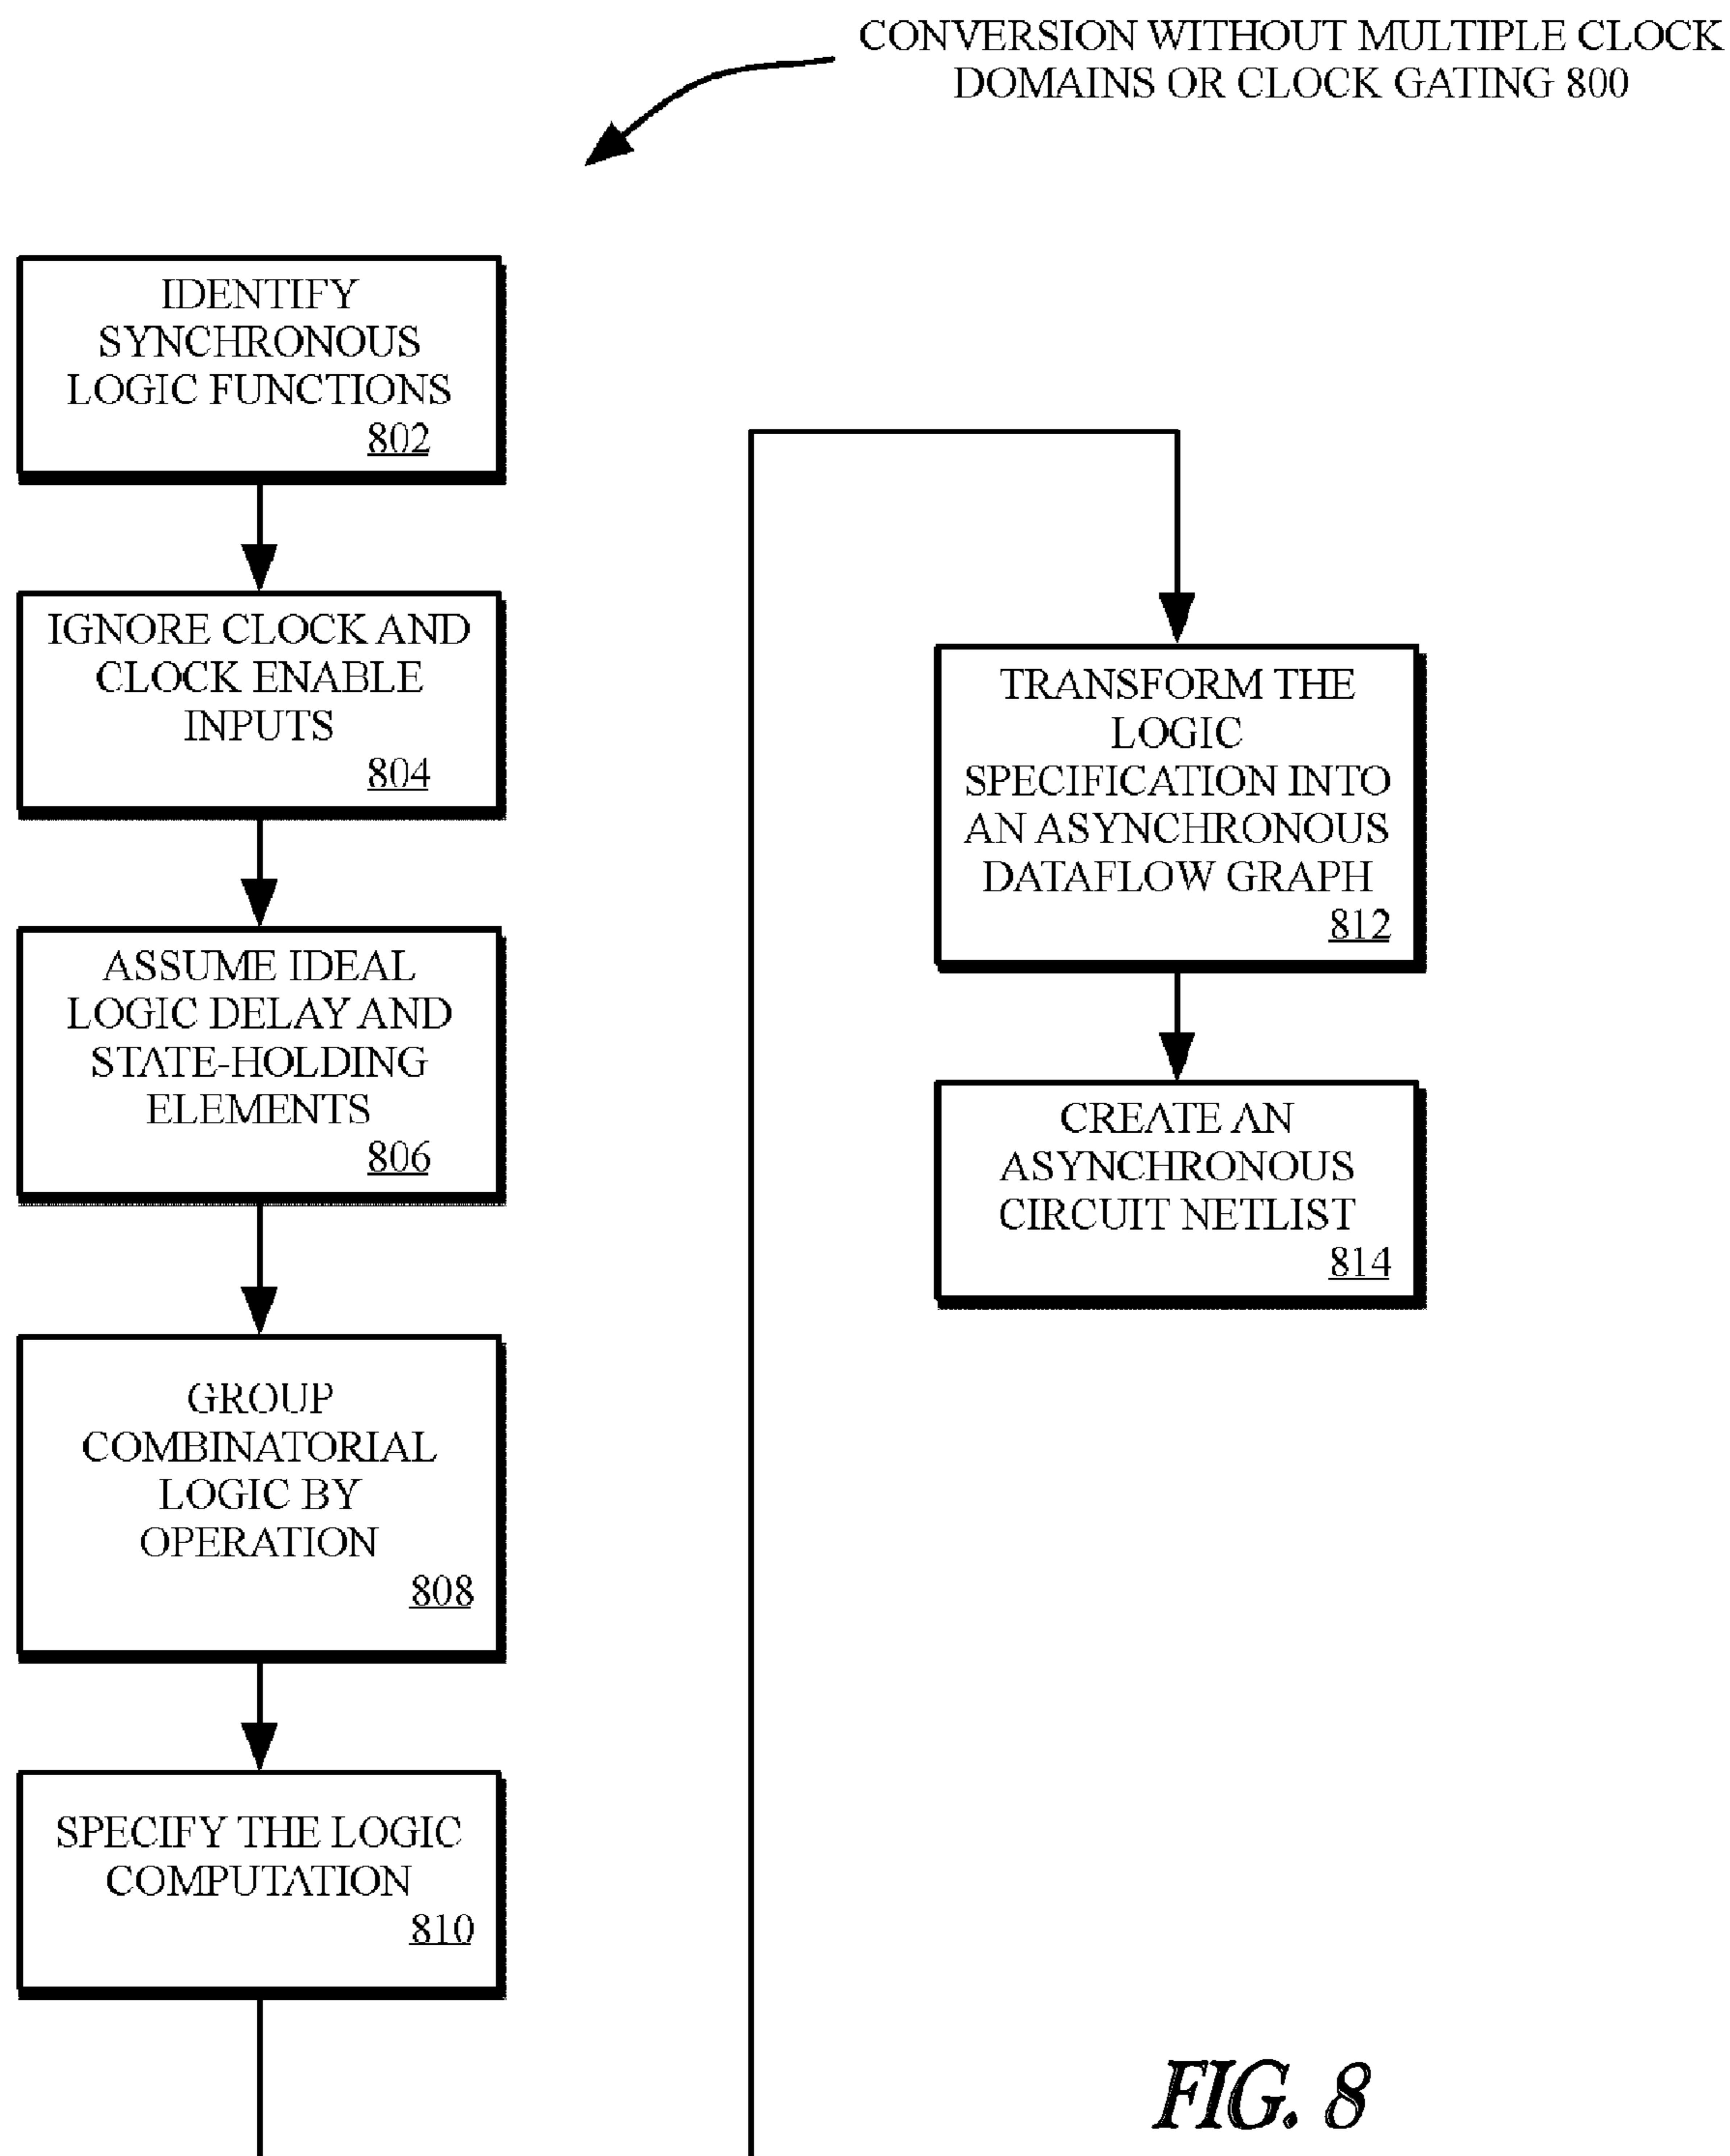 CONVERSION WITHOUT MULTIPLE CLOCK
DOMAINS OR CLOCK GATING 800
IDENTIFY
SYNCHRONOUS
LOGIC FUNCTIONS
802
IGNORE CLOCK AND
CLOCK ENABLE
INPUTS
804
ASSUME IDEAL
LOGIC DELAY AND
STATE-HOLDING
ELEMENTS
806
GROUP
COMBINATORIAL
LOGIC BY
OPERATION
808
SPECIFY THE LOGIC
COMPUTATION
810
TRANSFORM THE
LOGIC
SPECIFICATION INTO
AN ASYNCHRONOUS
DATAFLOW GRAPH
812
CREATE AN
ASYNCHRONOUS
CIRCUIT NETLIST
814
FIG. 8